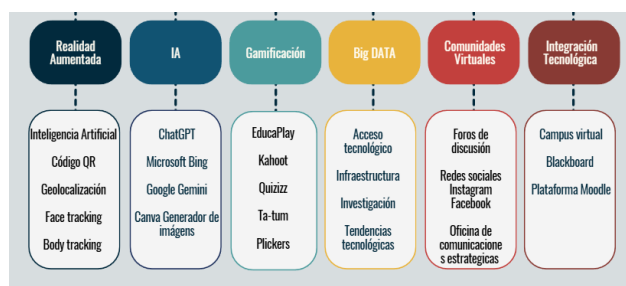 Realidad
Aumentada
IA
Gamificación
Big DATA
Comunidades
Virtuales
Integración
Tecnológica
Inteligencia Artificial
Código QR
Geolocalización
Face tracking
Body tracking
ChatGPT
Microsoft Bing
Google Gemini
Canva Generador de
imágens
EducaPlay
Kahoot
Quizizz
Ta-tum
Plickers
Acceso
tecnológico
Infraestructura
Investigación
Tendencias
tecnológicas
Foros de
discusión
Redes sociales
Instagram
Facebook
Oficina de
comunicacione
s estrategicas
Campus virtual
Blackboard
Plataforma Moodle